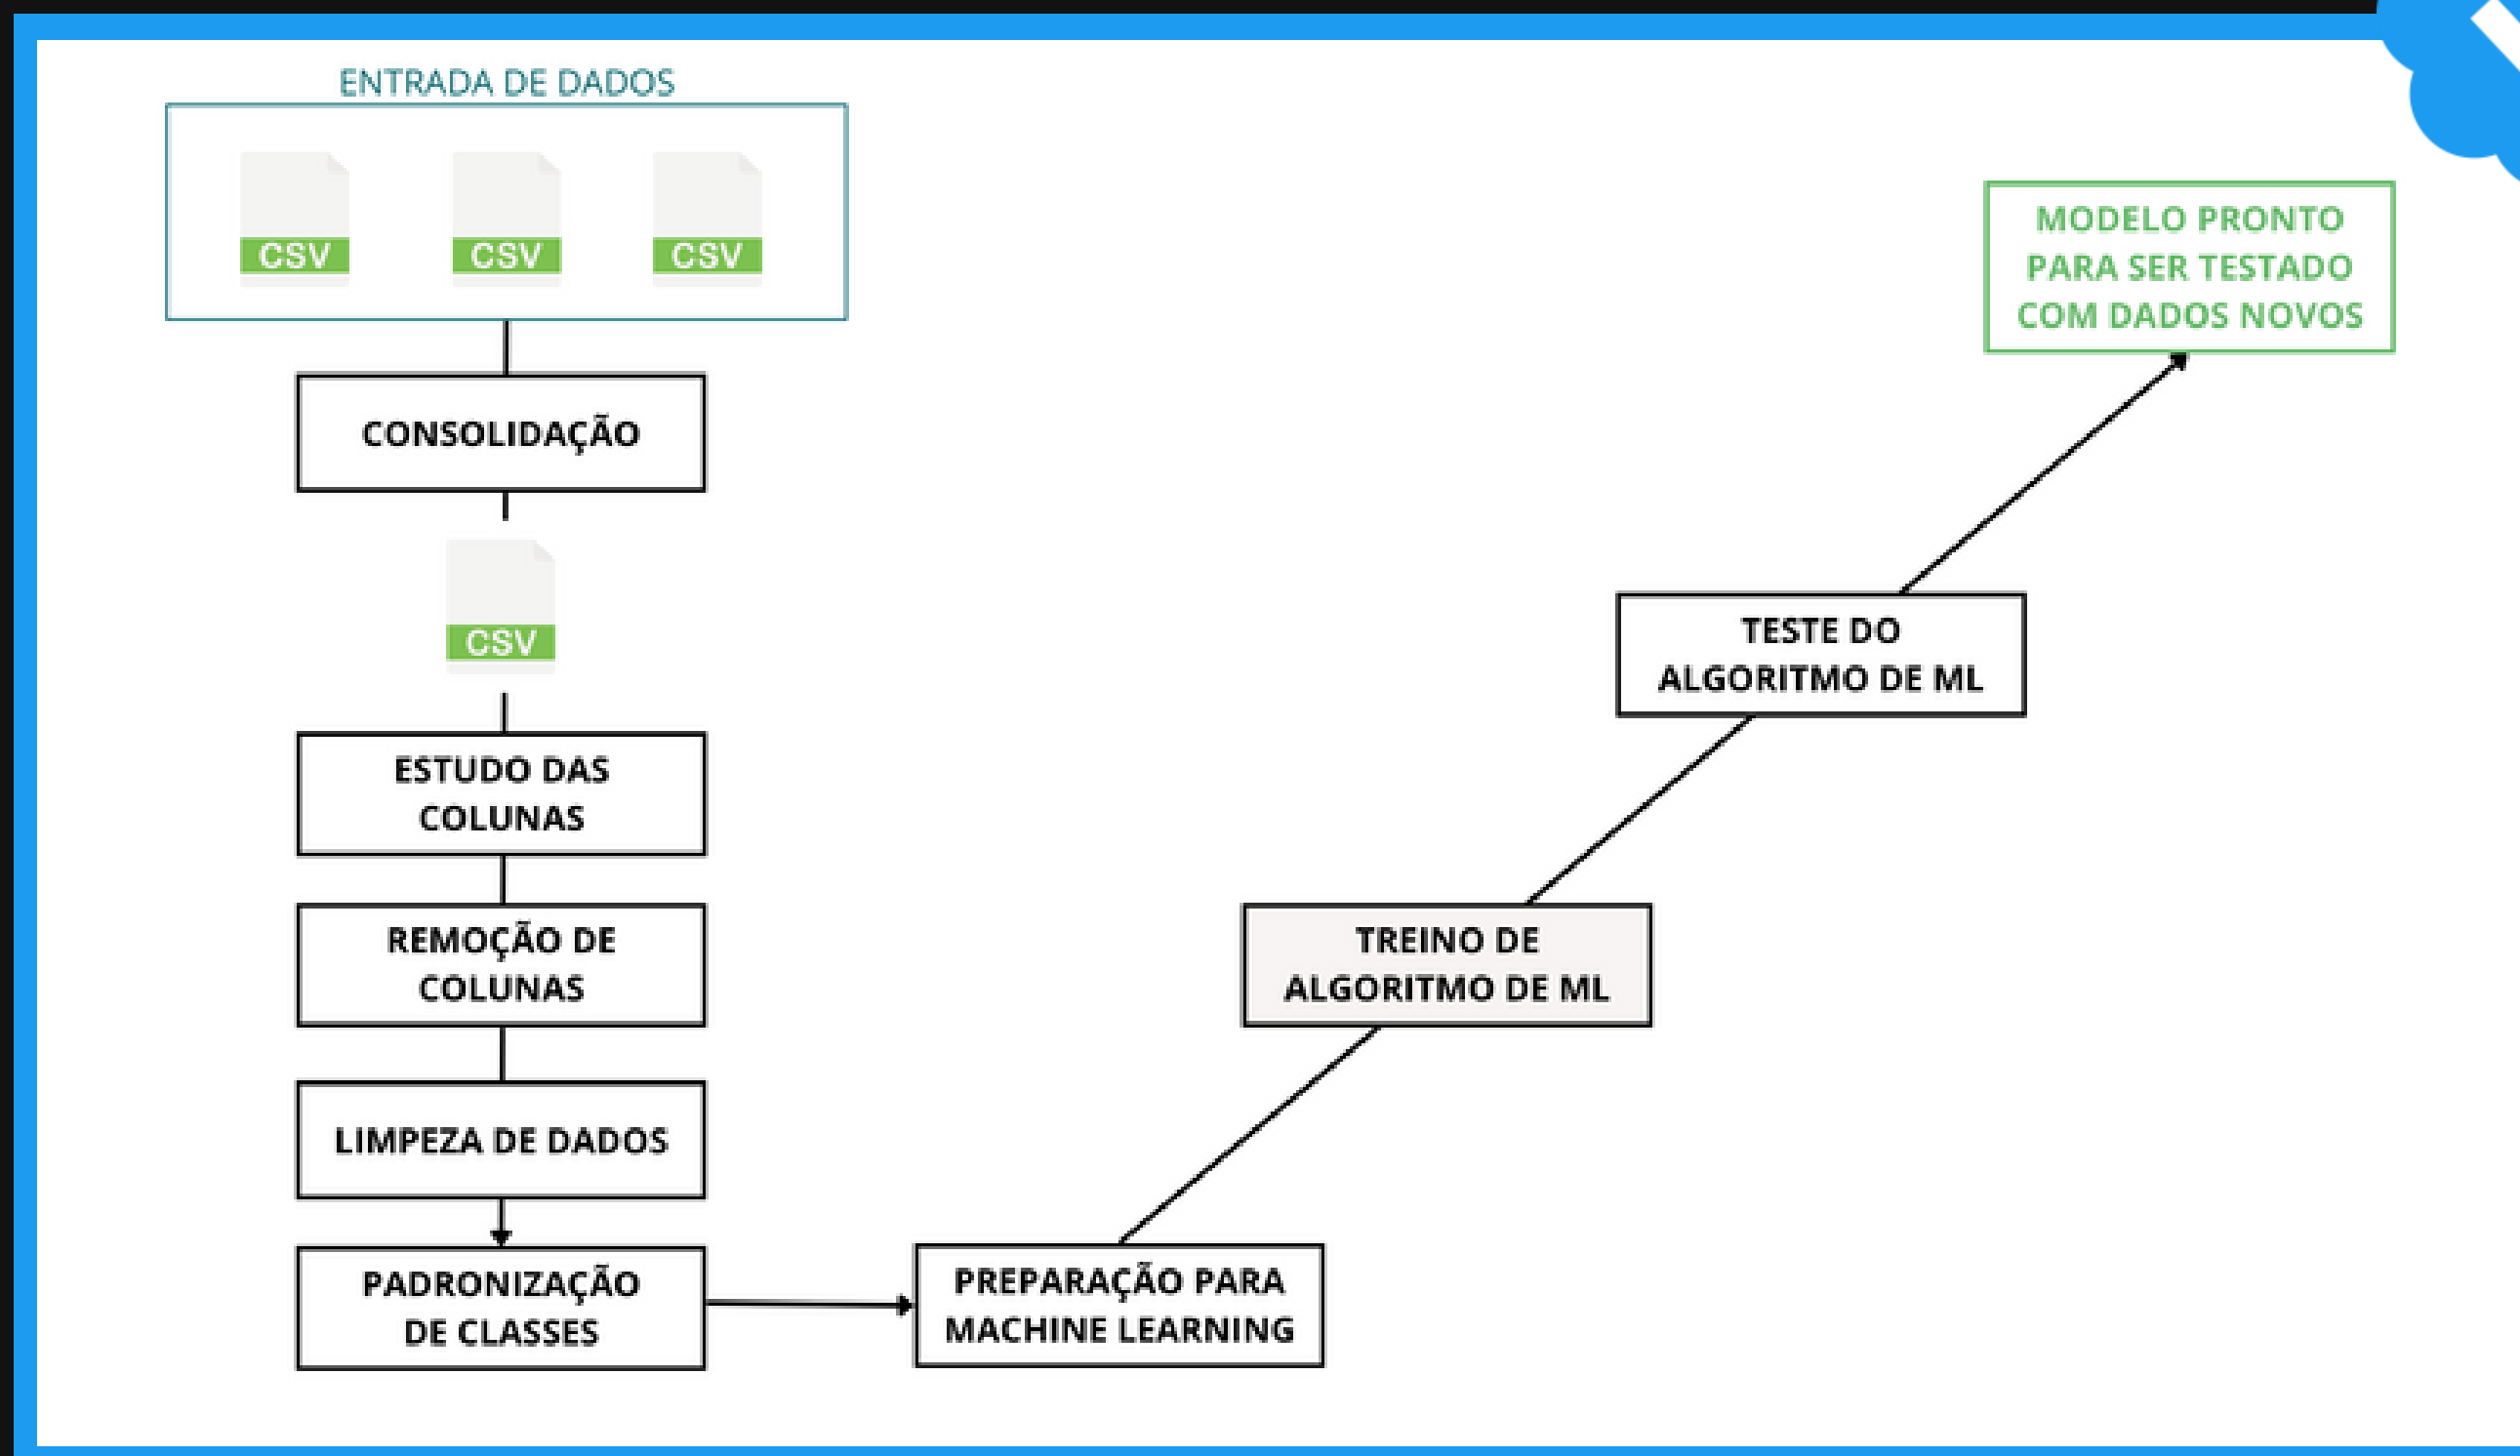 ENTRADA DE DADOS
CSV CSV CSV
CONSOLIDAÇÃO
CSV
ESTUDO DAS
COLUNAS
REMOÇÃO DE
COLUNAS
LIMPEZA DE DADOS
PADRONIZAÇÃO
DE CLASSES
PREPARAÇÃO PARA
MACHINE LEARNING
TREINO DE
ALGORITMO DE ML
TESTE DO
ALGORITMO DE ML
MODELO PRONTO
PARA SER TESTADO
COM DADOS NOVOS